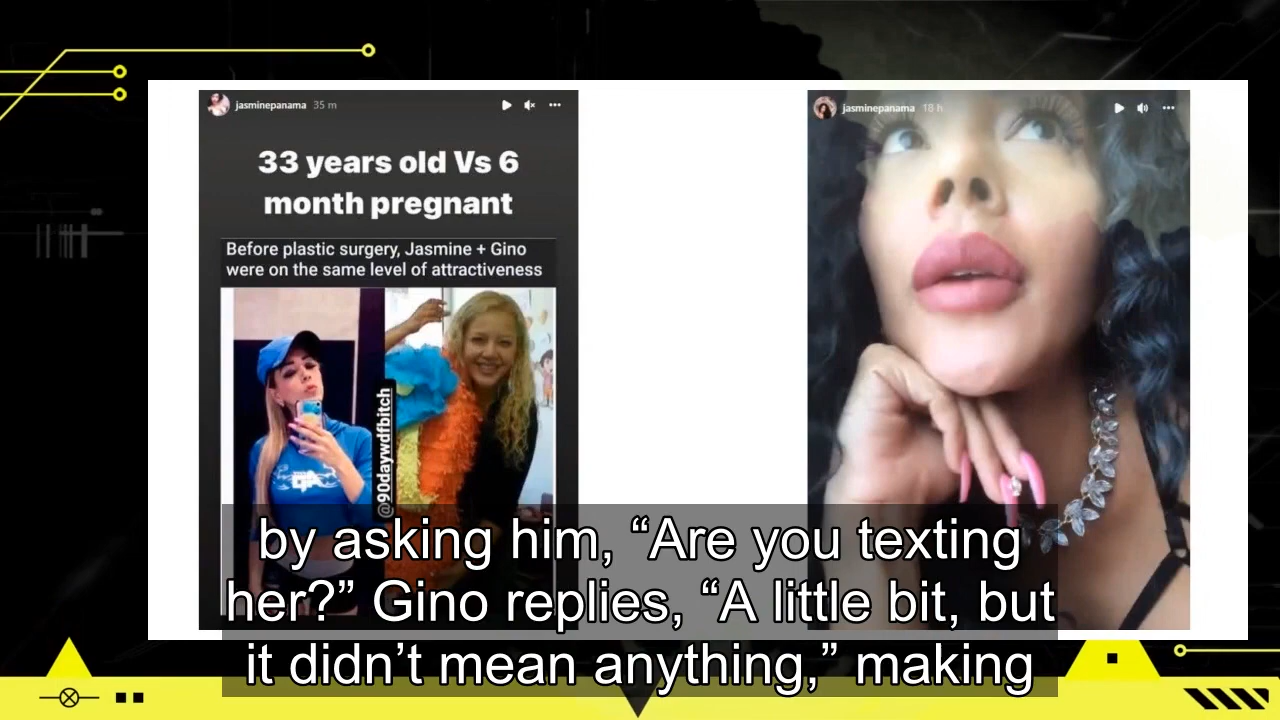 jasminepanama 35 m
33 years old Vs 6
month pregnant
Before plastic surgery, Jasmine + Gino
were on the same level of attractiveness
@90daywdfbitch
jasminepanama 18 h
by asking him, “Are you texting
her?” Gino replies, “A little bit, but
it didn’t mean anything,” making